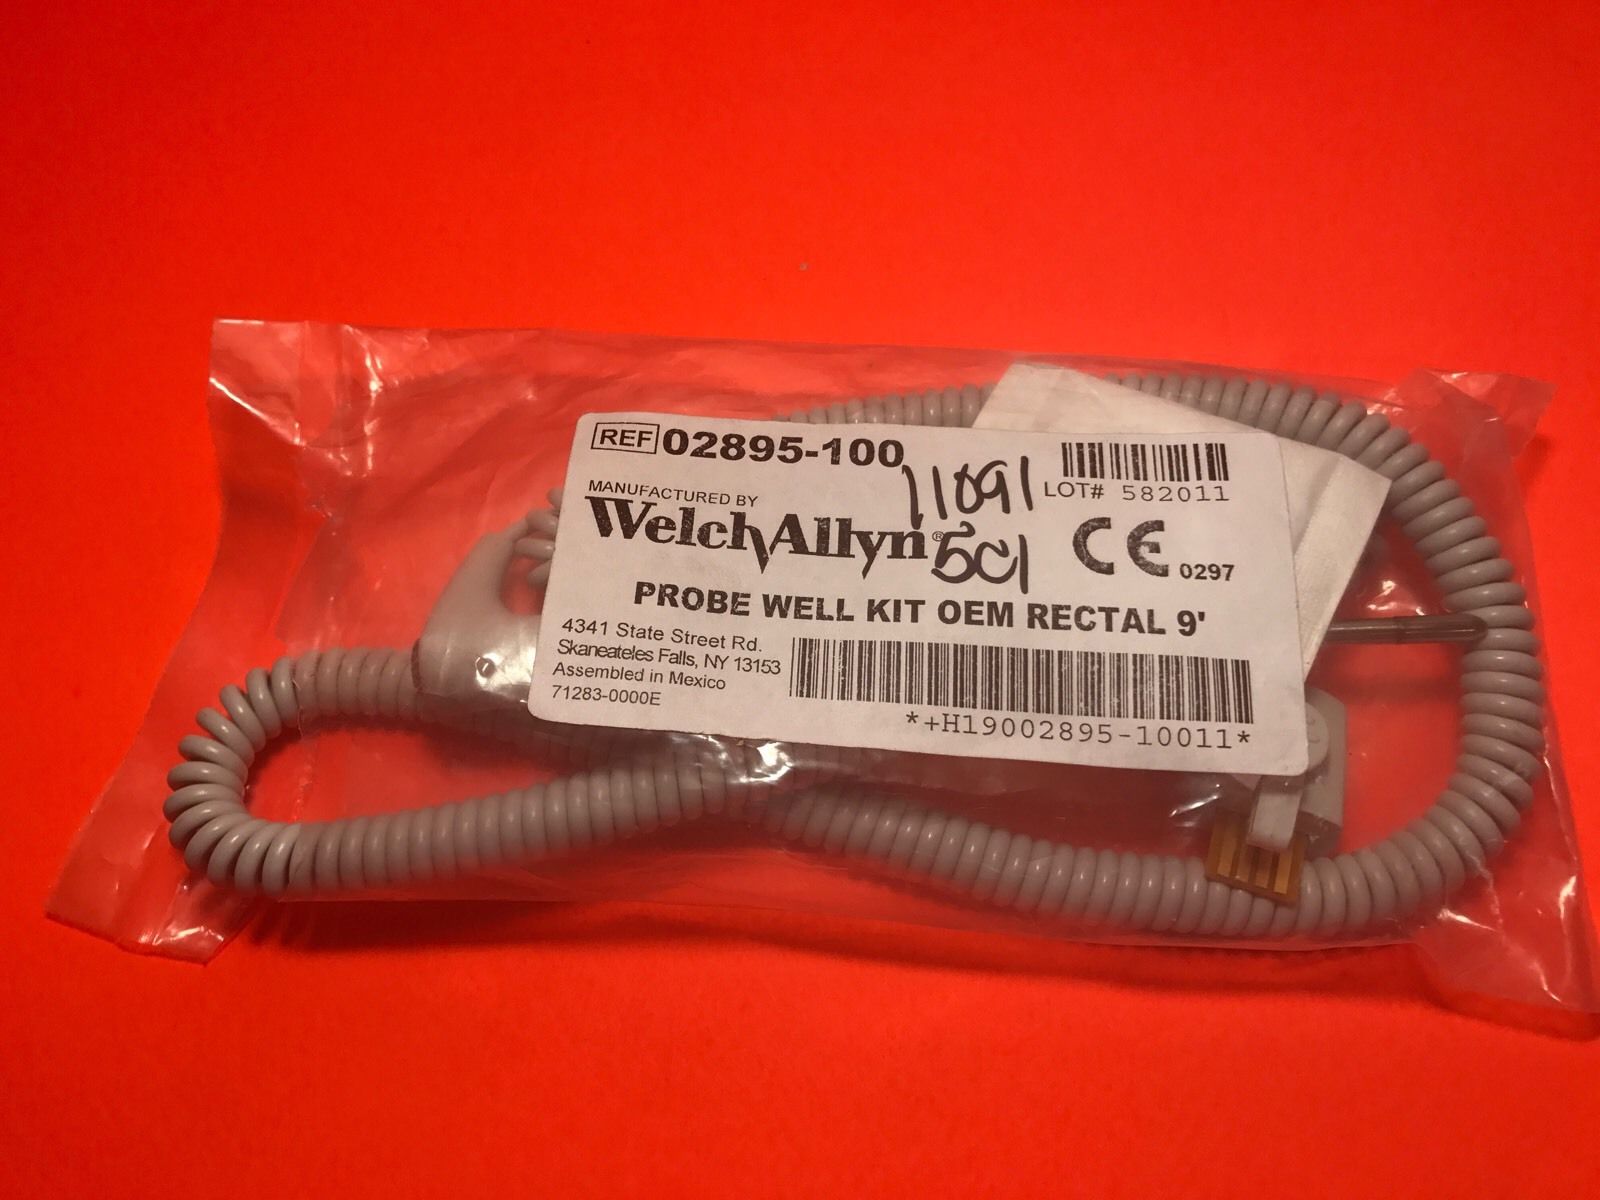 REF 02895-100
11091
LOT# 582011
MANUFACTURED BY
WelchAllyn®
5C1
CE 0297
PROBE WELL KIT OEM RECTAL 9'
4341 State Street Rd.
Skaneateles Falls, NY 13153
Assembled in Mexico
71283-0000E
*+H19002895-10011*